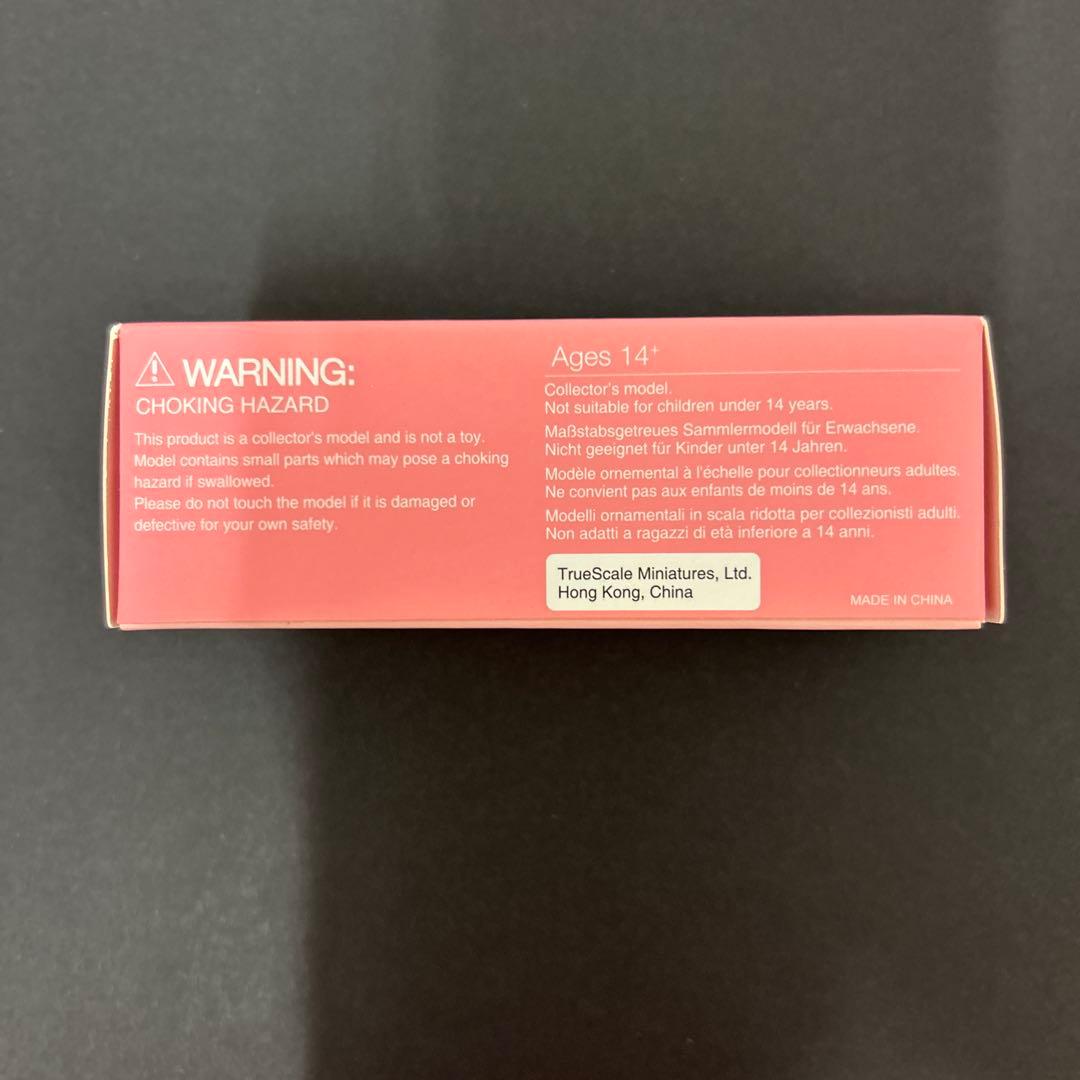 WARNING:
CHOKING HAZARD
This product is a collector's model and is not a toy.
Model contains small parts which may pose a choking
hazard if swallowed.
Please do not touch the model if it is damaged or
defective for your own safety.
Ages 14+
Collector's model.
Not suitable for children under 14 years.
Maßstabsgetreues Sammlermodell für Erwachsene.
Nicht geeignet für Kinder unter 14 Jahren.
Modèle ornemental à l'échelle pour collectionneurs adultes.
Ne convient pas aux enfants de moins de 14 ans.
Modelli ornamentali in scala ridotta per collezionisti adulti.
Non adatti a ragazzi di età inferiore a 14 anni.
TrueScale Miniatures, Ltd.
Hong Kong, China
MADE IN CHINA